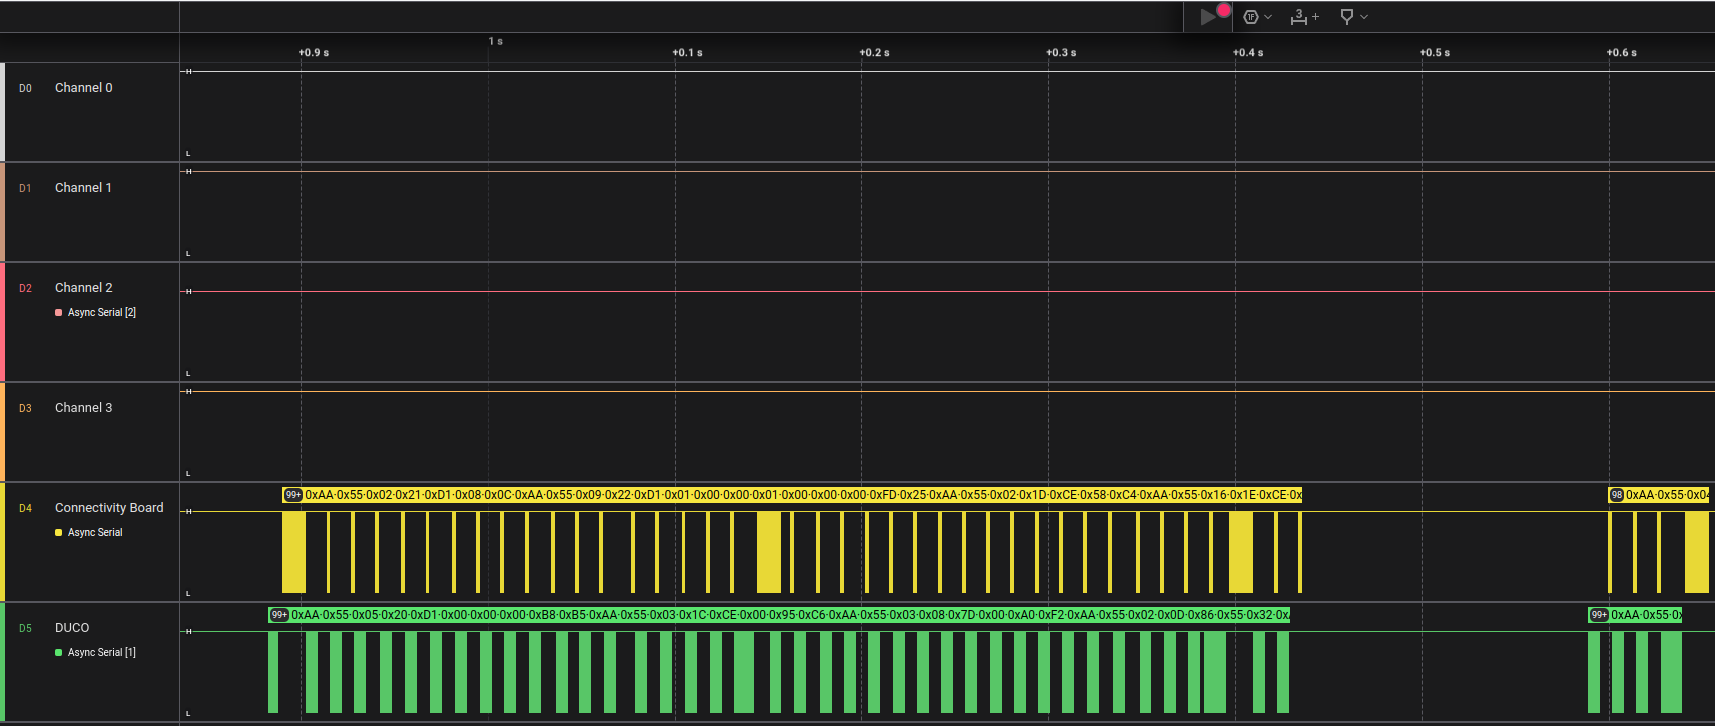 1F
3 +
1 s
+0.9 s +0.1 s +0.2 s +0.3 s +0.4 s +0.5 s +0.6 s
D0 Channel 0
H
L
D1 Channel 1
H
L
D2 Channel 2
H
Async Serial [2]
L
D3 Channel 3
H
L
99+ 0xAA·0x55·0x02·0x21·0xD1·0x08·0x0C·0xAA·0x55·0x09·0x22·0xD1·0x01·0x00·0x00·0x01·0x00·0x00·0x00·0xFD·0x25·0xAA·0x55·0x02·0x1D·0xCE·0x58·0xC4·0xAA·0x55·0x16·0x1E·0xCE·0x 98 0xAA·0x55·0x0
D4 Connectivity Board
H
Async Serial
L
99+ 0xAA·0x55·0x05·0x20·0xD1·0x00·0x00·0x00·0xB8·0xB5·0xAA·0x55·0x03·0x1C·0xCE·0x00·0x95·0xC6·0xAA·0x55·0x03·0x08·0x7D·0x00·0xA0·0xF2·0xAA·0x55·0x02·0x0D·0x86·0x55·0x32·0x 99+ 0xAA·0x55·0x
D5 DUCO
H
Async Serial [1]
L